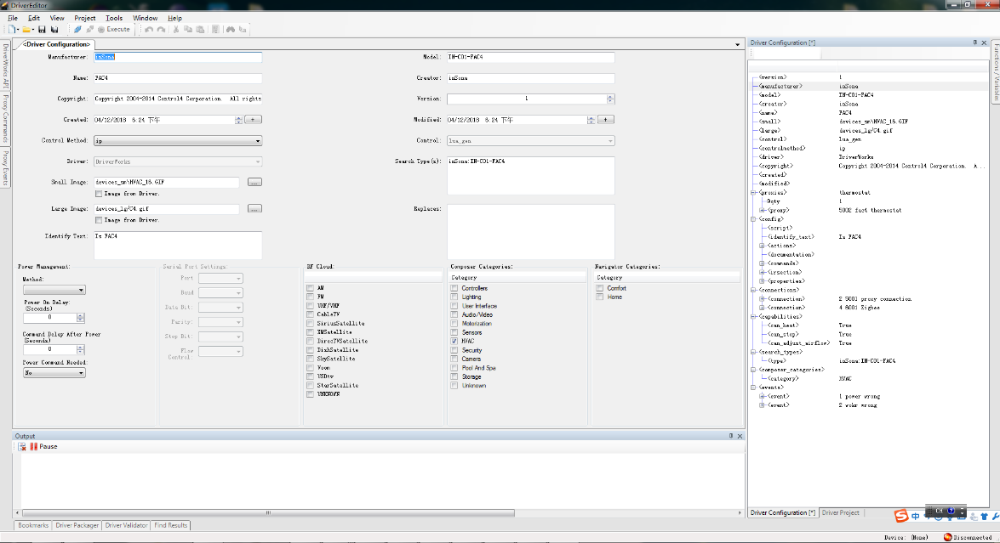 DriverEditor
File Edit View Project Tools Window Help
Execute
<Driver Configuration>
DriverWorks API
Proxy Commands
Proxy Events
Manufacturer: inSona
Model: IN-C01-FAC4
Name: FAC4
Creator: inSona
Copyright: Copyright 2004-2014 Control4 Corporation. All rights
Version: 1
Created: 04/12/2018 6:24 下午
Modified: 04/12/2018 6:24 下午
Control Method: ip
Control: lua_gen
Driver: DriverWorks
Search Type(s): inSona:IN-C01-FAC4
Small Image: devices_sm\HVAC_16.GIF
...
Image from Driver.
Large Image: devices_lg/C4.gif
...
Replaces:
Image from Driver.
Identify Text: Is FAC4
Power Management:
Method:
Power On Delay:
(Seconds)
0
Command Delay After Power
(Seconds)
0
Power Command Needed:
No
Serial Port Settings:
Port
Baud
Data Bit:
Parity:
Stop Bit:
Flow
Control:
RF Cloud:
AM
FM
UHF/VHF
CableTV
SiriusSatellite
XMSatellite
DirecTVSatellite
DishSatellite
SkySatellite
Voom
USDtv
StarSatellite
UNKNOWN
Composer Categories:
Category
Controllers
Lighting
User Interface
Audio/Video
Motorization
Sensors
HVAC
Security
Camera
Pool And Spa
Storage
Unknown
Navigator Categories:
Category
Comfort
Home
Output
Pause
Bookmarks Driver Packager Driver Validator Find Results
Driver Configuration [*]
<version> 1
<manufacturer> inSona
<model> IN-C01-FAC4
<creator> inSona
<name> FAC4
<small> devices_sm\HVAC_16.GIF
<large> devices_lg/C4.gif
<control> lua_gen
<controlmethod> ip
<driver> DriverWorks
<copyright> Copyright 2004-2014 Control4 Corporation. A...
<created>
<modified>
<proxies> thermostat
@qty 1
<proxy> 5002 fac4 thermostat
<config>
<script>
<identify_text> Is FAC4
<actions>
<documentation>
<commands>
<irsection>
<properties>
<connections>
<connection> 2 5001 proxy connection
<connection> 4 6001 Zigbee
<capabilities>
<can_heat> True
<can_stop> True
<can_adjuxt_airflow> True
<search_types>
<type> inSona:IN-C01-FAC4
<composer_categories>
<category> HVAC
<events>
<event> 1 power wrong
<event> 2 wokr wrong
Driver Configuration [*] Driver Project
Functions / Variables
中
CH
Device: (None) Disconnected